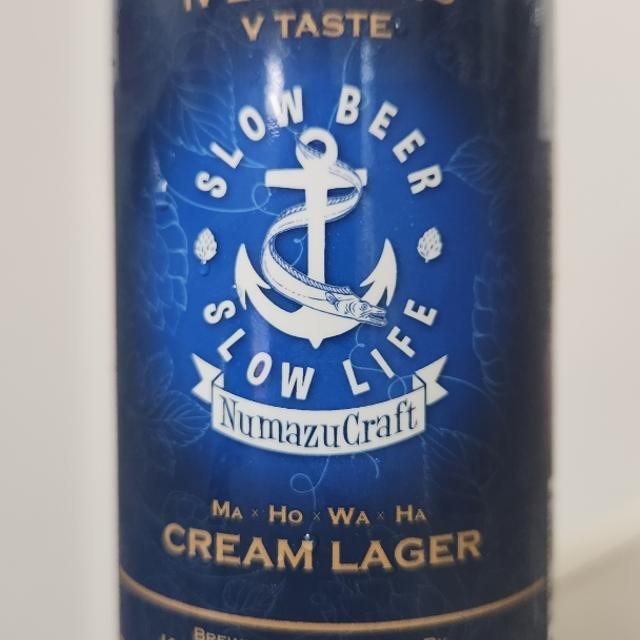 V TASTE
SLOW BEER
SLOW LIFE
NumazuCraft
MA × HO × WA × HA
CREAM LAGER